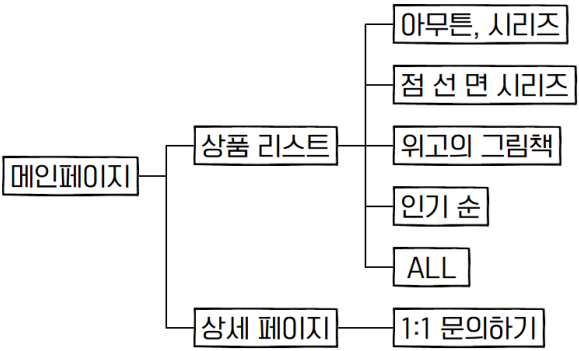 메인페이지
상품 리스트
아무튼, 시리즈
점 선 면 시리즈
위고의 그림책
인기 순
ALL
상세 페이지
1:1 문의하기